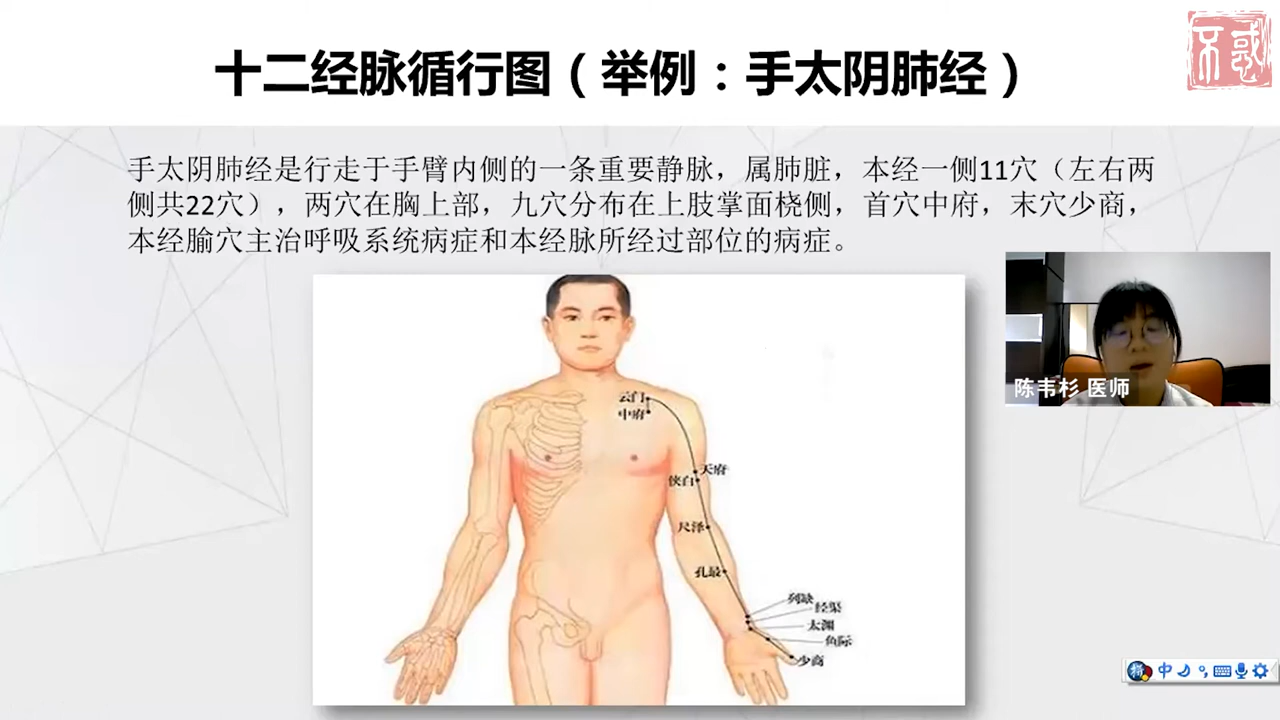 十二经脉循行图（举例：手太阴肺经）
不惑
手太阴肺经是行走于手臂内侧的一条重要静脉，属肺脏，本经一侧11穴（左右两
侧共22穴），两穴在胸上部，九穴分布在上肢掌面桡侧，首穴中府，末穴少商，
本经腧穴主治呼吸系统病症和本经脉所经过部位的病症。
陈韦杉 医师
云门
中府
天府
侠白
尺泽
孔最
列缺
经渠
太渊
鱼际
少商
中